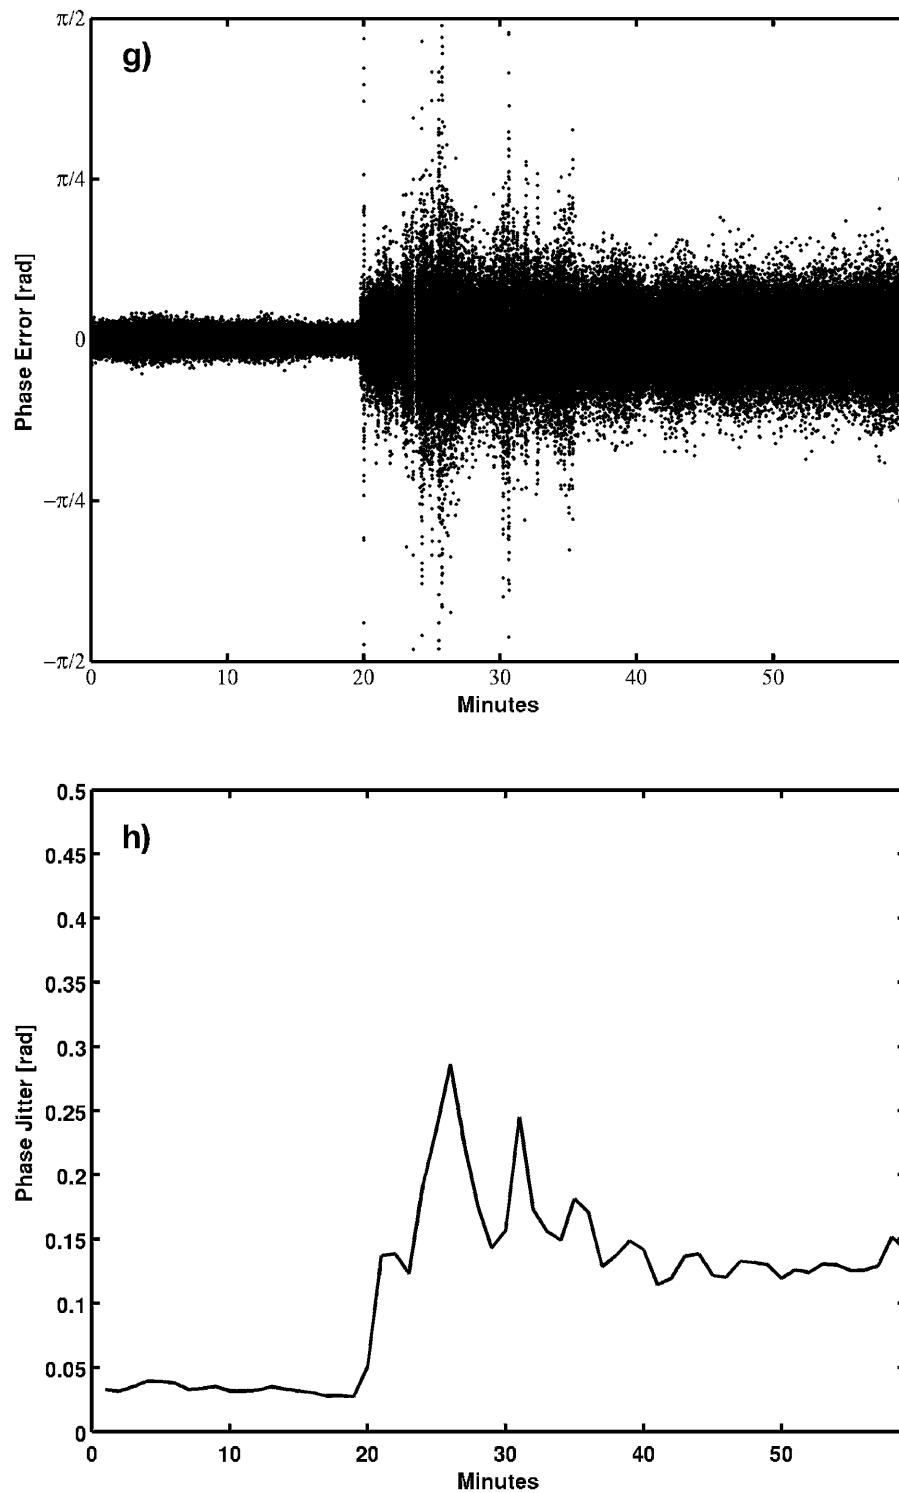 g)
π/2
π/4
0
−π/4
−π/2
Phase Error [rad]
0 10 20 30 40 50
Minutes
h)
0.5
0.45
0.4
0.35
0.3
0.25
0.2
0.15
0.1
0.05
0
Phase Jitter [rad]
0 10 20 30 40 50
Minutes